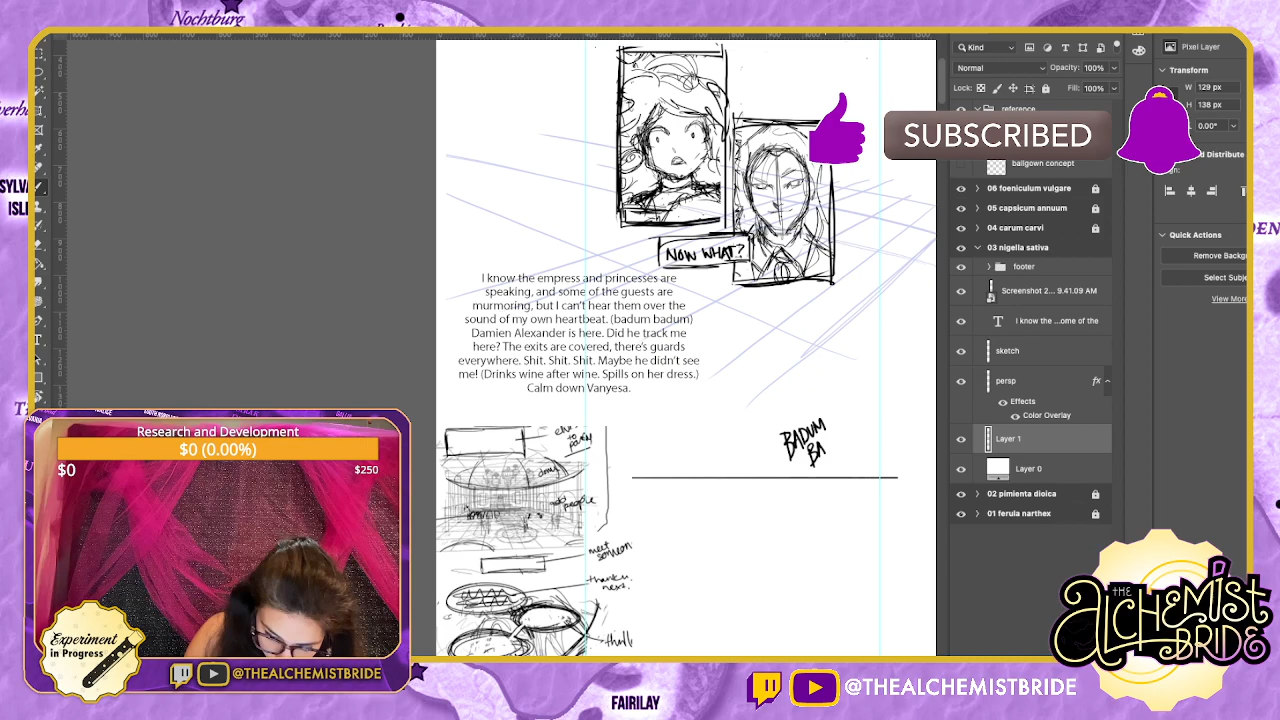 Nochtburg
SYLVA
ISL
DEN
FAIRILAY
Kind
Normal
Opacity: 100%
Lock:
Fill: 100%
reference
ballgown concept
06 foeniculum vulgare
05 capsicum annuum
04 carum carvi
03 nigella sativa
footer
Screenshot 2... 9.41.09 AM
I know the ...ome of the
sketch
persp
fx
Effects
Color Overlay
Layer 1
Layer 0
02 pimienta dioica
01 ferula narthex
Pixel Layer
Transform
W 129 px
H 138 px
0.00°
d Distribute
Quick Actions
Remove Backg
Select Subje
View More
SUBSCRIBED
NOW WHAT?
I know the empress and princesses are
speaking, and some of the guests are
murmoring, but I can't hear them over the
sound of my own heartbeat. (badum badum)
Damien Alexander is here. Did he track me
here? The exits are covered, there's guards
everywhere. Shit. Shit. Shit. Maybe he didn't see
me! (Drinks wine after wine. Spills on her dress.)
Calm down Vanyesa.
BADUM
BA
to
party
people
meet
someon
thank u
next.
Research and Development
$0 (0.00%)
$0
$250
Experiment
in Progress
@THEALCHEMISTBRIDE
@THEALCHEMISTBRIDE
THE
ALCHEMIST
BRIDE